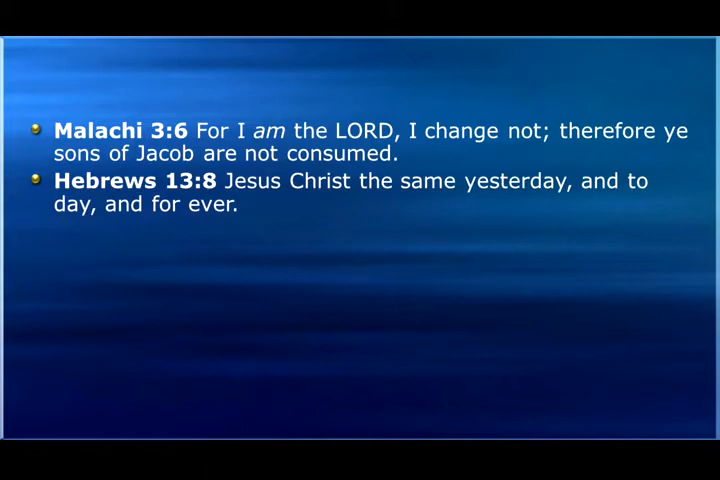 Malachi 3:6 For I am the LORD, I change not; therefore ye
sons of Jacob are not consumed.
Hebrews 13:8 Jesus Christ the same yesterday, and to
day, and for ever.